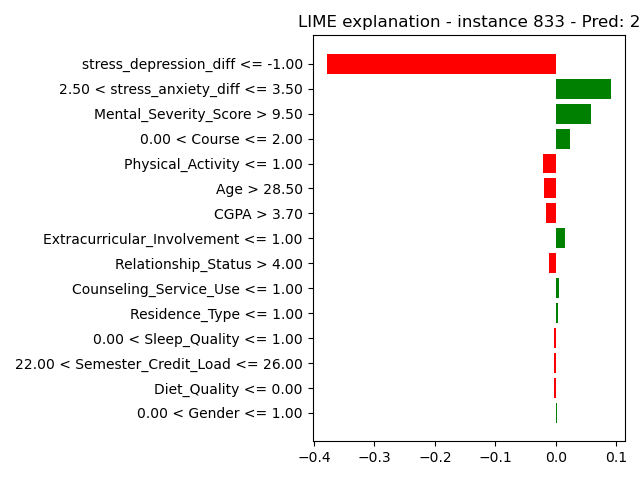 LIME explanation - instance 833 - Pred: 2
stress_depression_diff <= -1.00
2.50 < stress_anxiety_diff <= 3.50
Mental_Severity_Score > 9.50
0.00 < Course <= 2.00
Physical_Activity <= 1.00
Age > 28.50
CGPA > 3.70
Extracurricular_Involvement <= 1.00
Relationship_Status > 4.00
Counseling_Service_Use <= 1.00
Residence_Type <= 1.00
0.00 < Sleep_Quality <= 1.00
22.00 < Semester_Credit_Load <= 26.00
Diet_Quality <= 0.00
0.00 < Gender <= 1.00
−0.4 −0.3 −0.2 −0.1 0.0 0.1